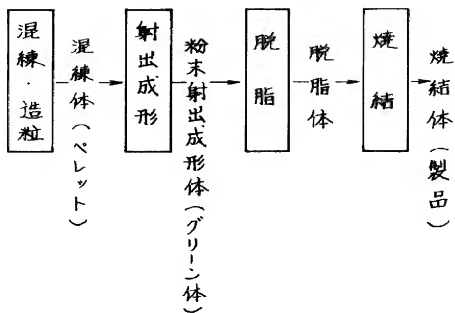 混練・造粒
混練体(ペレット)
射出成形
粉末射出成形体(グリーン体)
脱脂
脱脂体
焼結
焼結体(製品)